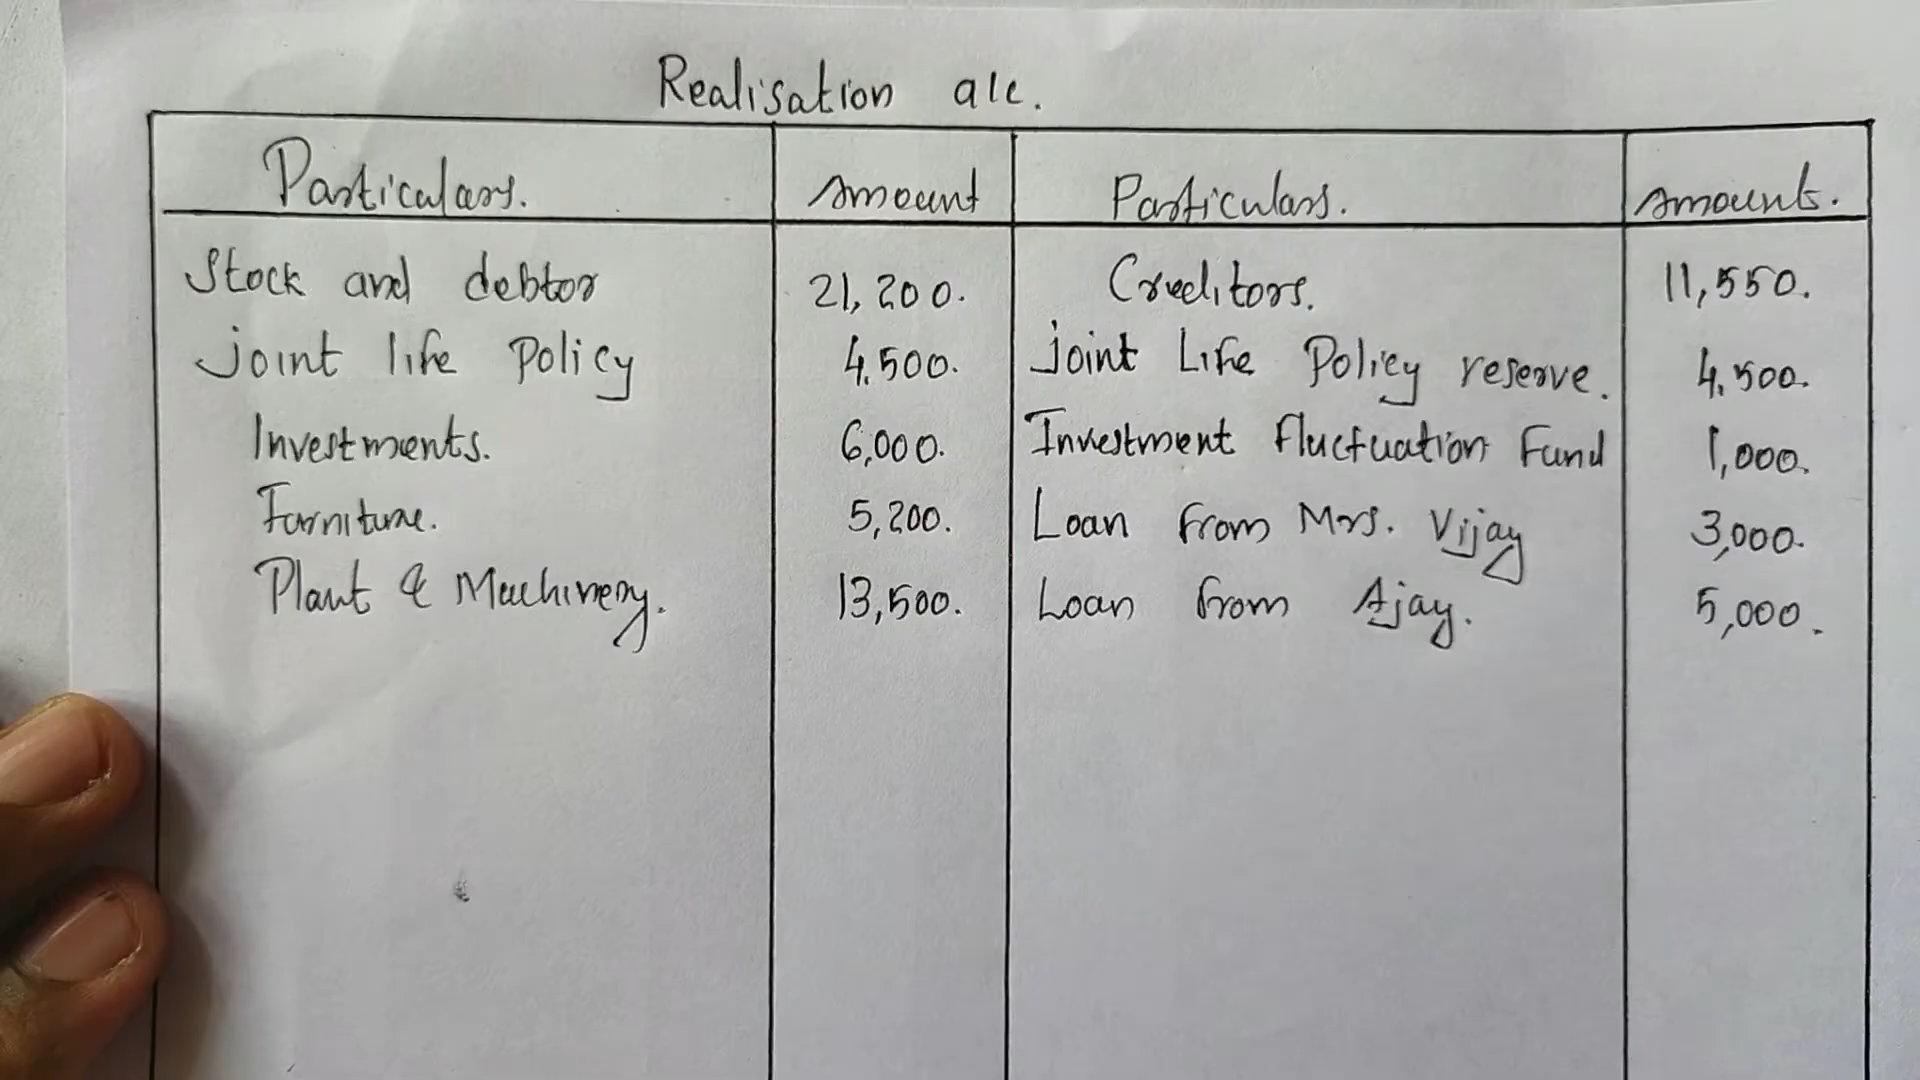 Realisation a/c.
Particulars. Amount Particulars. Amounts.
Stock and debtor 21,200. Creditors. 11,550.
joint life Policy 4,500. joint Life Policy reserve. 4,500.
Investments. 6,000. Investment Fluctuation Fund 1,000.
Furniture. 5,200. Loan from Mrs. Vijay 3,000.
Plant & Machinery. 13,500. Loan from Ajay. 5,000.